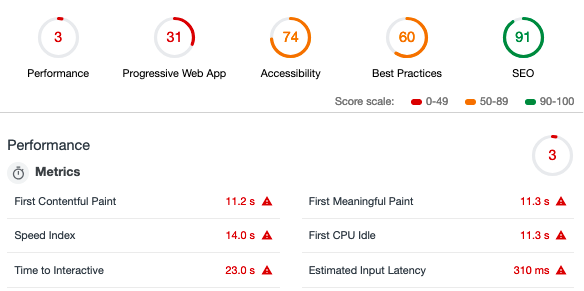 3 31 74 60 91
Performance Progressive Web App Accessibility Best Practices SEO
Score scale: 0-49 50-89 90-100
Performance
3
Metrics
First Contentful Paint 11.2 s First Meaningful Paint 11.3 s
Speed Index 14.0 s First CPU Idle 11.3 s
Time to Interactive 23.0 s Estimated Input Latency 310 ms